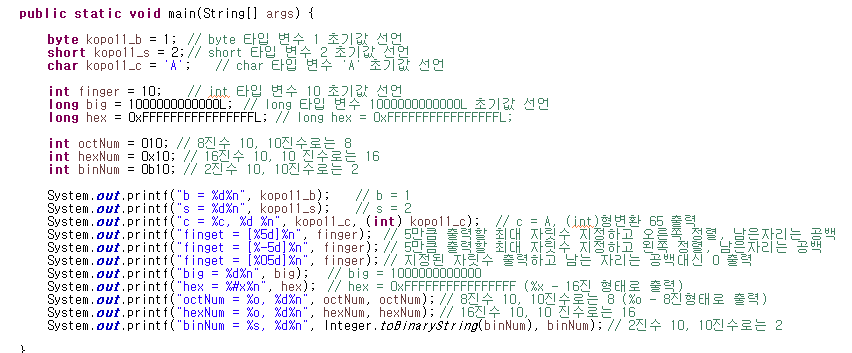 public static void main(String[] args) {
byte kopo11_b = 1; // byte 타입 변수 1 초기값 선언
short kopo11_s = 2;// short 타입 변수 2 초기값 선언
char kopo11_c = 'A';   // char 타입 변수 'A' 초기값 선언
int finger = 10;   // int 타입 변수 10 초기값 선언
long big = 1000000000000L; // long 타입 변수 1000000000000L 초기값 선언
long hex = 0xFFFFFFFFFFFFFFFFL; // long hex = 0xFFFFFFFFFFFFFFFFL;
int octNum = 010; // 8진수 10, 10진수로는 8
int hexNum = 0x10; // 16진수 10, 10 진수로는 16
int binNum = 0b10; // 2진수 10, 10진수로는 2
System.out.printf("b = %d%n", kopo11_b);   // b = 1
System.out.printf("s = %d%n", kopo11_s);   // s = 2
System.out.printf("c = %c, %d %n", kopo11_c, (int) kopo11_c);  // c = A, (int)형변환 65 출력
System.out.printf("finget = [%5d]%n", finger); // 5만큼 출력할 최대 자릿수 지정하고 오른쪽 정렬, 남은자리는 공백
System.out.printf("finget = [%-5d]%n", finger); // 5만큼 출력할 최대 자릿수 지정하고 왼쪽 정렬, 남은자리는 공백
System.out.printf("finget = [%05d]%n", finger); // 지정된 자릿수 출력하고 남는 자리는 공백대신 0 출력
System.out.printf("big = %d%n", big);  // big = 1000000000000
System.out.printf("hex = %#x%n", hex); // hex = 0xFFFFFFFFFFFFFFFF (%x - 16진 형태로 출력)
System.out.printf("octNum = %o, %d%n", octNum, octNum); // 8진수 10, 10진수로는 8 (%o - 8진형태로 출력)
System.out.printf("hexNum = %o, %d%n", hexNum, hexNum); // 16진수 10, 10 진수로는 16
System.out.printf("binNum = %s, %d%n", Integer.toBinaryString(binNum), binNum); // 2진수 10, 10진수로는 2
}